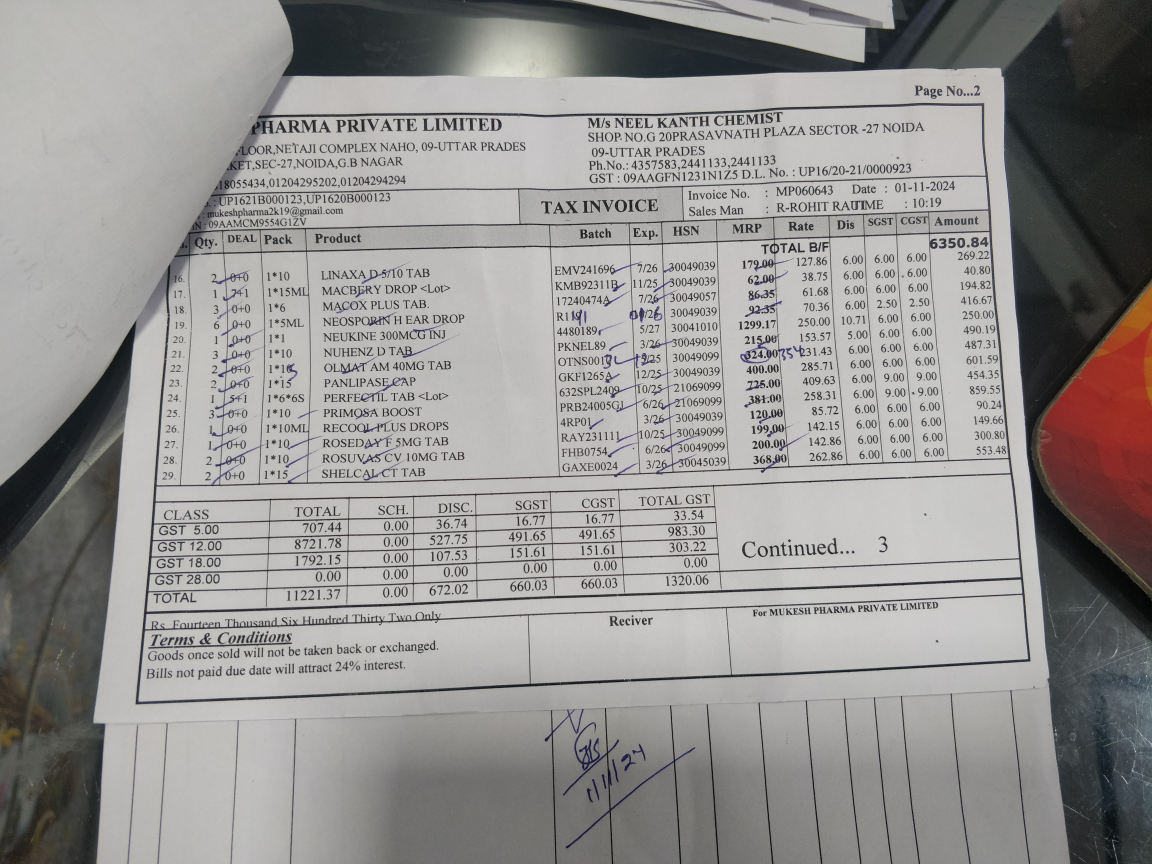 Page No...2
PHARMA PRIVATE LIMITED
LOOR,NETAJI COMPLEX NAHO, 09-UTTAR PRADES
KET,SEC-27,NOIDA,G.B NAGAR
18055434,01204295202,01204294294
: UP1621B000123,UP1620B000123
mukeshpharma2k19@gmail.com
: 09AAMCM9554G1ZV
M/s NEEL KANTH CHEMIST
SHOP NO.G 20PRASAVNATH PLAZA SECTOR -27 NOIDA
09-UTTAR PRADES
Ph.No.: 4357583,2441133,2441133
GST : 09AAGFN1231N1Z5 D.L. No. : UP16/20-21/0000923
TAX INVOICE
Invoice No. : MP060643 Date : 01-11-2024
Sales Man : R-ROHIT RAUTIME : 10:19
Qty. DEAL Pack Product Batch Exp. HSN MRP Rate Dis SGST CGST Amount
TOTAL B/F 6350.84
16. 2 0+0 1*10 LINAXA D 5/10 TAB EMV241696 7/26 30049039 179.00 127.86 6.00 6.00 6.00 269.22
17. 1 7+1 1*15ML MACBERY DROP <Lot> KMB92311B 11/25 30049039 62.00 38.75 6.00 6.00 6.00 40.80
18. 3 0+0 1*6 MACOX PLUS TAB. 17240474A 7/26 30049057 86.35 61.68 6.00 6.00 6.00 194.82
19. 6 0+0 1*5ML NEOSPORIN H EAR DROP R1191 01/26 30049039 92.35 70.36 6.00 2.50 2.50 416.67
20. 1 0+0 1*1 NEUKINE 300MCG INJ 4480189 5/27 30041010 1299.17 250.00 10.71 6.00 6.00 250.00
21. 3 0+0 1*10 NUHENZ D TAB PKNEL89 3/26 30049039 215.00 153.57 5.00 6.00 6.00 490.19
22. 2 0+0 1*10 OLMAT AM 40MG TAB 12/25 30049099 324.00 354 231.43 6.00 6.00 6.00 487.31
23. 2 0+0 1*15 PANLIPASE CAP GKF1265A 12/25 30049039 400.00 285.71 6.00 6.00 6.00 601.59
24. 1 5+1 1*6*6S PERFECTIL TAB <Lot> 632SPL2409 10/25 21069099 725.00 409.63 6.00 9.00 9.00 454.35
25. 3 0+0 1*10 PRIMOSA BOOST PRB24005G1 6/26 21069099 381.00 258.31 6.00 9.00 9.00 859.55
26. 1 0+0 1*10ML RECOOL PLUS DROPS 4RP01 3/26 30049039 120.00 85.72 6.00 6.00 6.00 90.24
27. 1 0+0 1*10 ROSEDAY F 5MG TAB RAY231111 10/25 30049099 199.00 142.15 6.00 6.00 6.00 149.66
28. 2 0+0 1*10 ROSUVAS CV 10MG TAB FHB0754 6/26 30049099 200.00 142.86 6.00 6.00 6.00 300.80
29. 2 0+0 1*15 SHELCAL CT TAB GAXE0024 3/26 30045039 368.00 262.86 6.00 6.00 6.00 553.48
CLASS TOTAL SCH. DISC. SGST CGST TOTAL GST
GST 5.00 707.44 0.00 36.74 16.77 16.77 33.54
GST 12.00 8721.78 0.00 527.75 491.65 491.65 983.30
GST 18.00 1792.15 0.00 107.53 151.61 151.61 303.22
GST 28.00 0.00 0.00 0.00 0.00 0.00 0.00
TOTAL 11221.37 0.00 672.02 660.03 660.03 1320.06
Continued... 3
Rs. Fourteen Thousand Six Hundred Thirty Two Only
Terms & Conditions
Goods once sold will not be taken back or exchanged.
Bills not paid due date will attract 24% interest.
Reciver
For MUKESH PHARMA PRIVATE LIMITED
1/11/24